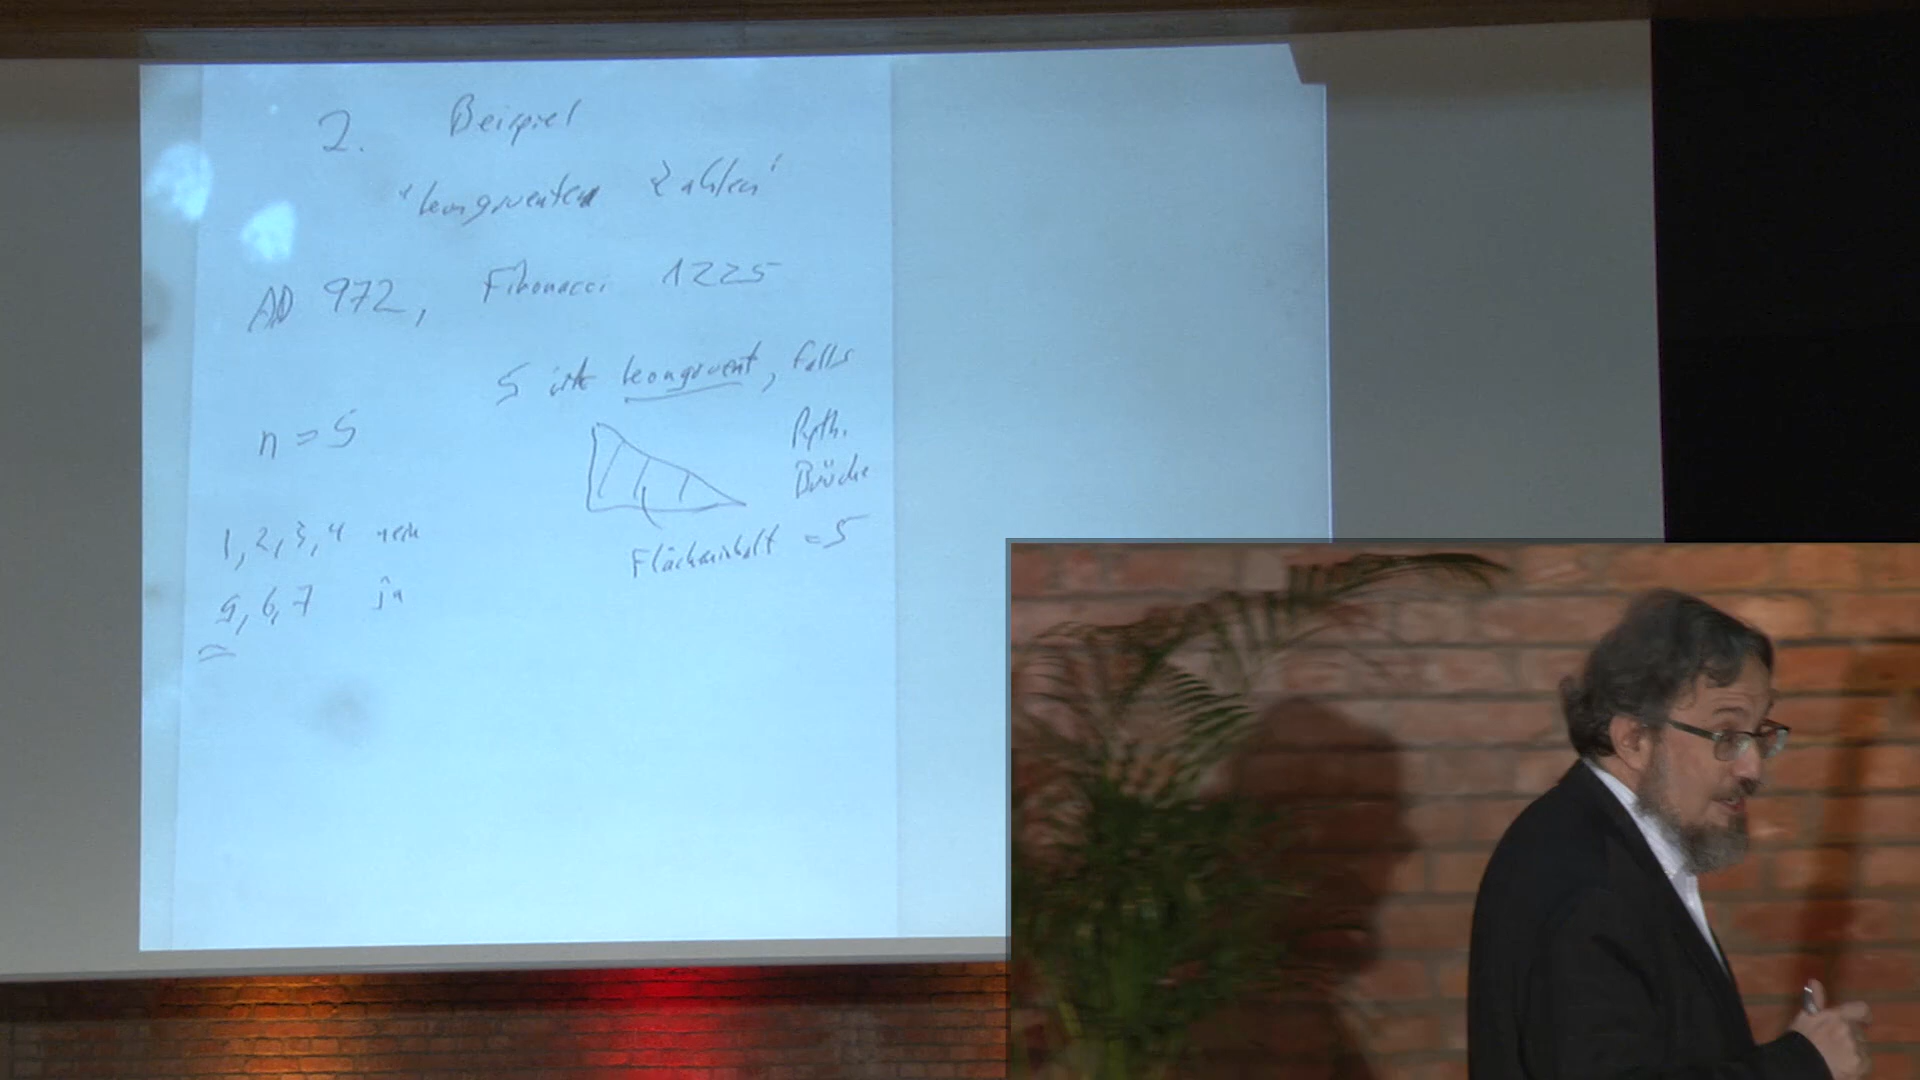 2. Beispiel
"kongruenten Zahlen"
AD 972, Fibonacci 1225
5 ist kongruent, falls
n = 5
Pyth.
Brüche
Flächeninhalt = 5
1, 2, 3, 4 nein
5, 6, 7 ja